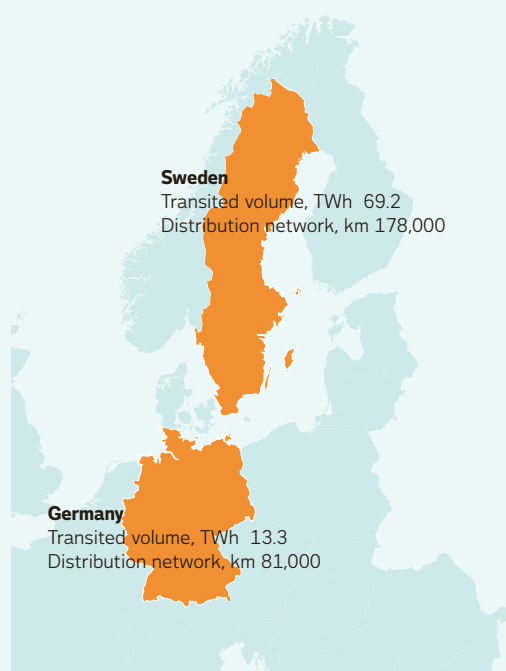 Sweden
Transited volume, TWh 69.2
Distribution network, km 178,000
Germany
Transited volume, TWh 13.3
Distribution network, km 81,000